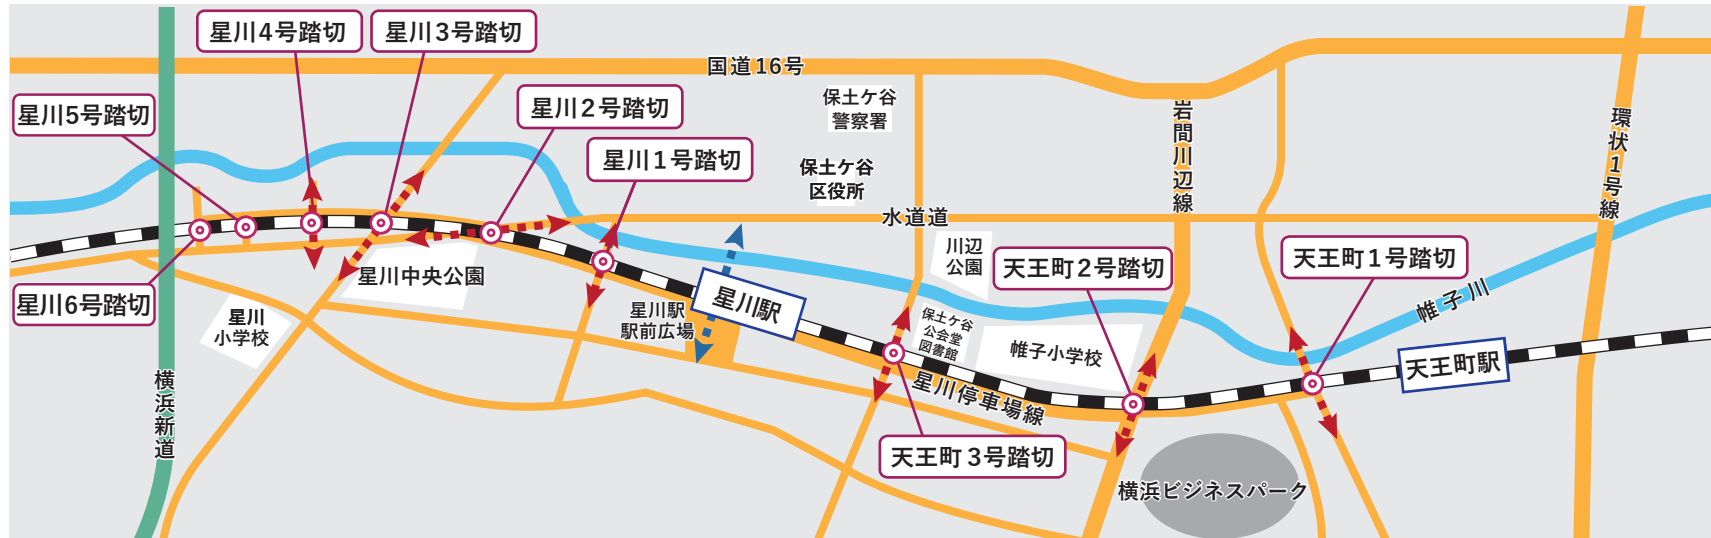 星川4号踏切
星川3号踏切
国道16号
星川5号踏切
星川2号踏切
保土ケ谷
警察署
岩間川辺線
環状1号線
星川1号踏切
保土ケ谷
区役所
水道道
川辺
公園
天王町2号踏切
天王町1号踏切
星川中央公園
星川6号踏切
星川
小学校
星川駅
駅前広場
星川駅
保土ケ谷
公会堂
図書館
帷子小学校
帷子川
天王町駅
横浜新道
星川停車場線
天王町3号踏切
横浜ビジネスパーク